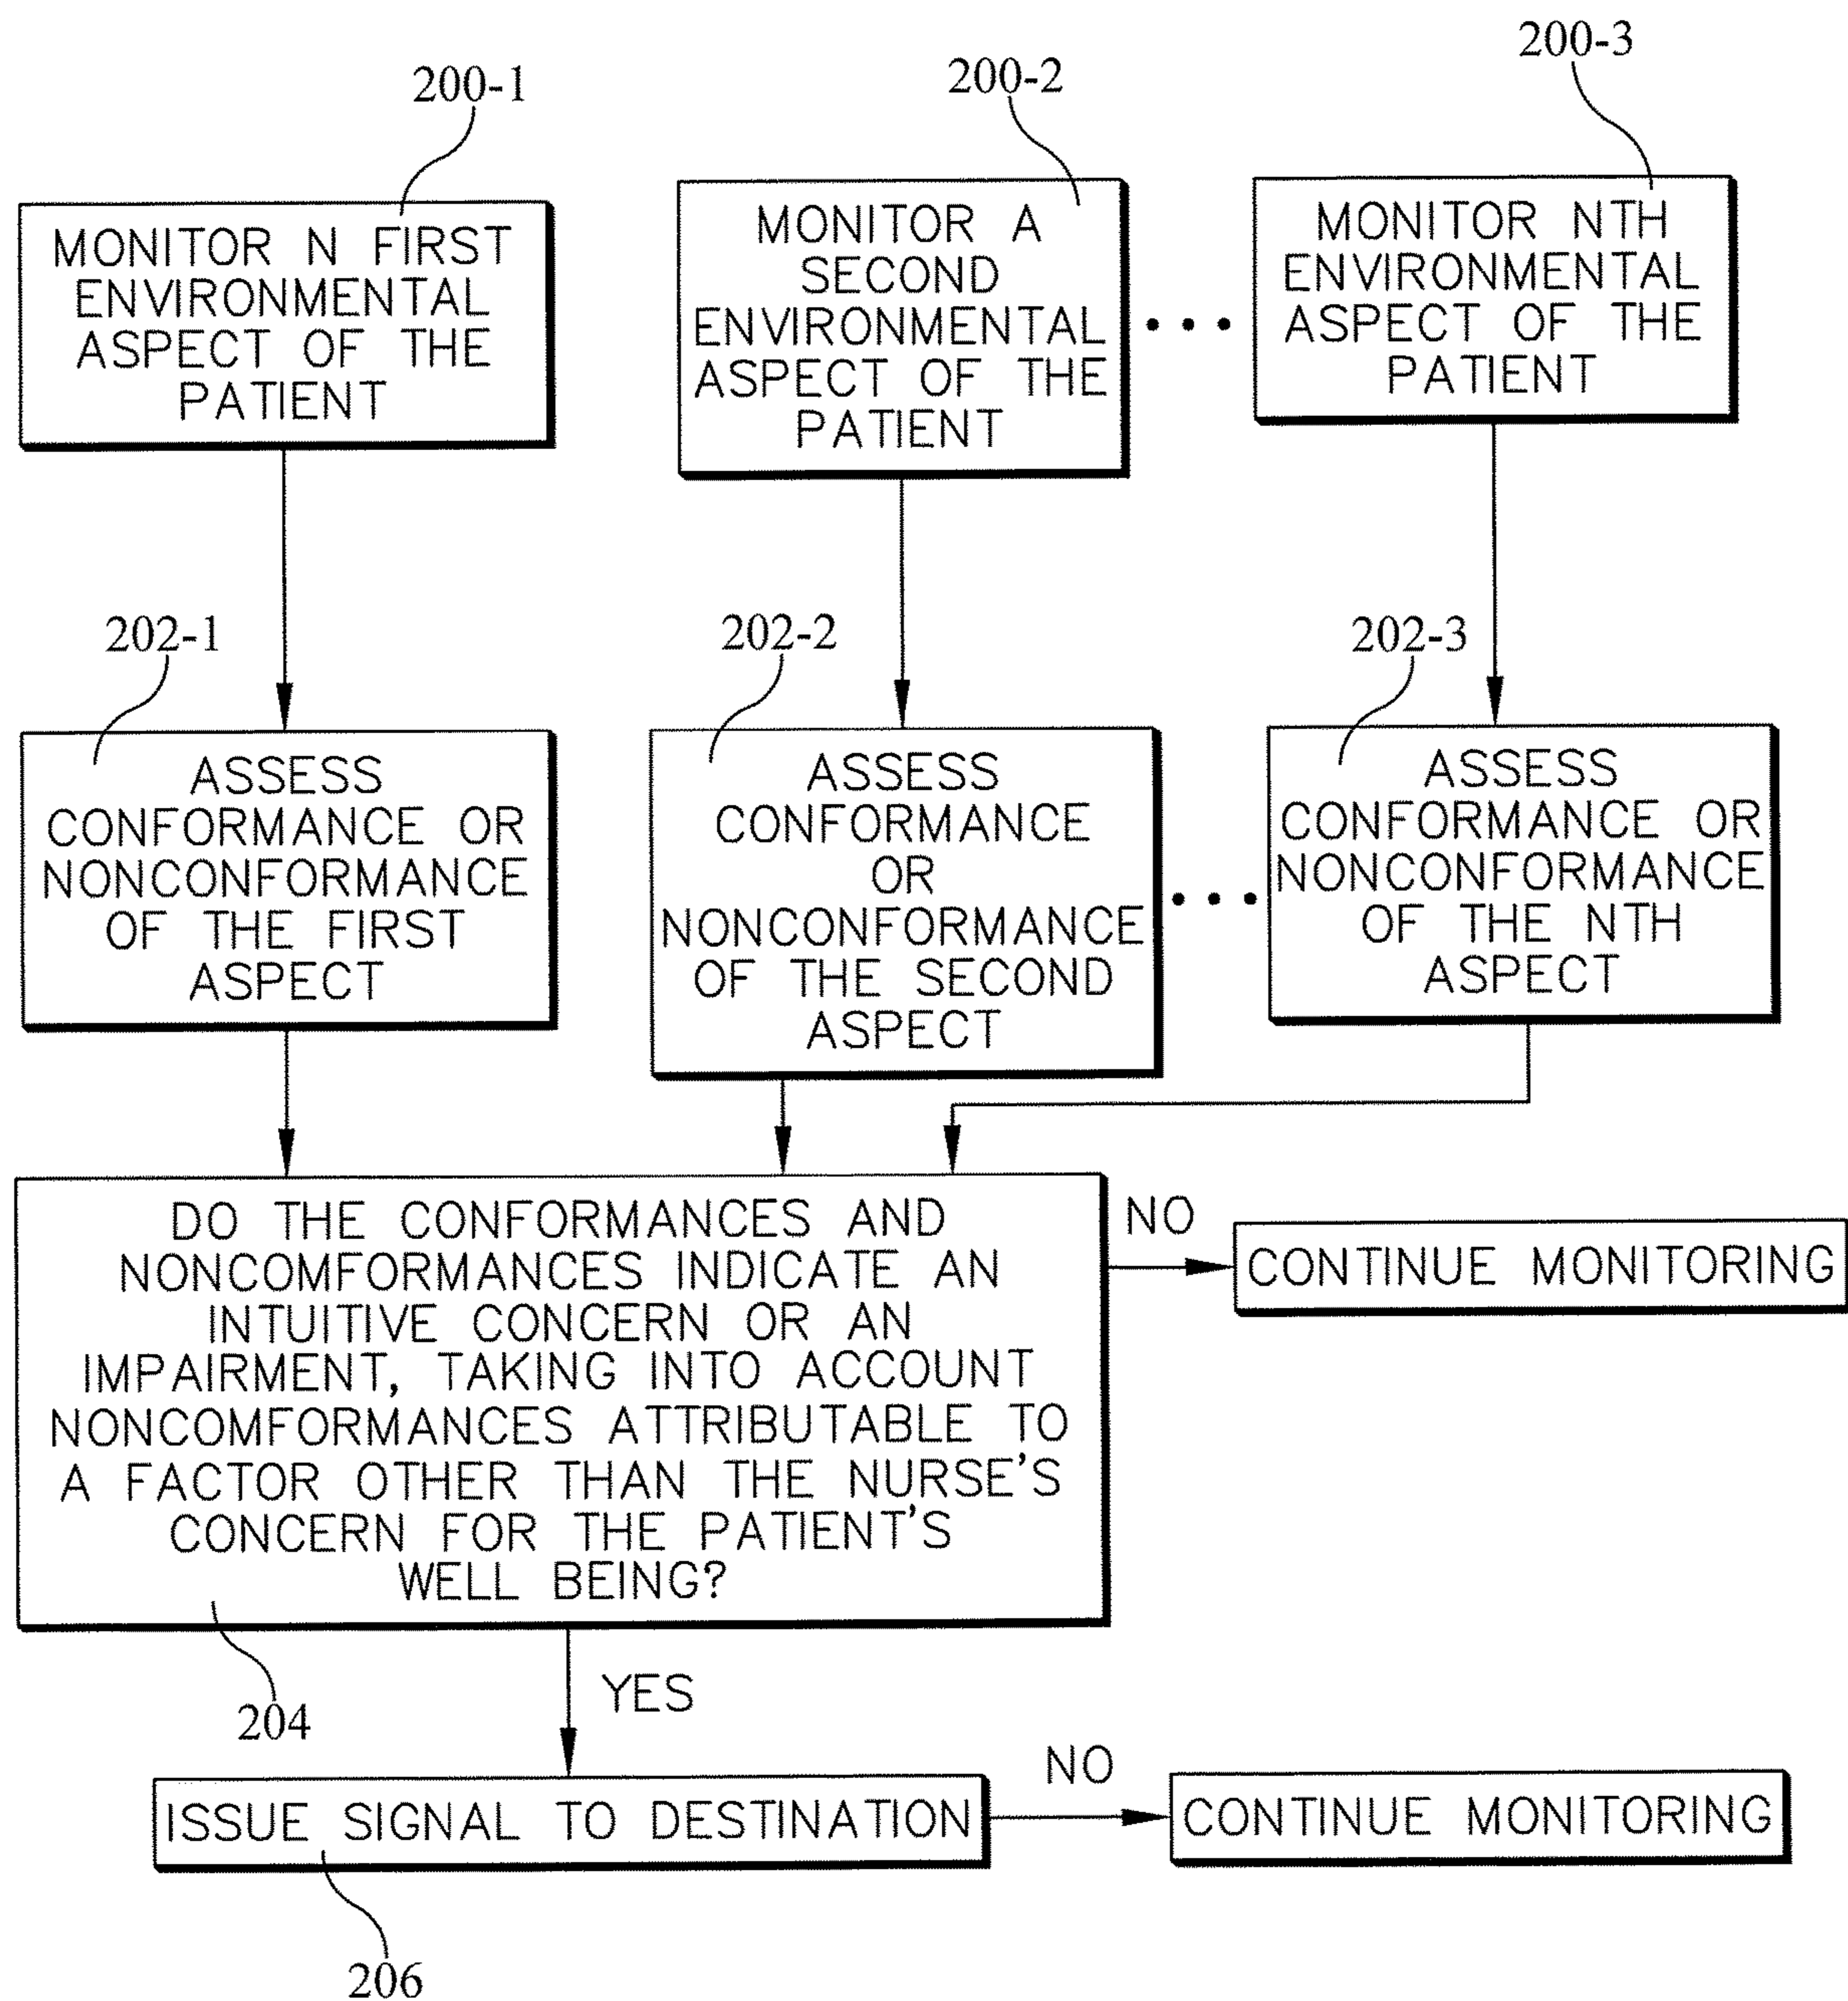 200-1
200-2
200-3
MONITOR N FIRST
ENVIRONMENTAL
ASPECT OF THE
PATIENT
MONITOR A
SECOND
ENVIRONMENTAL
ASPECT OF THE
PATIENT
MONITOR NTH
ENVIRONMENTAL
ASPECT OF THE
PATIENT
202-1
202-2
202-3
ASSESS
CONFORMANCE OR
NONCONFORMANCE
OF THE FIRST
ASPECT
ASSESS
CONFORMANCE
OR
NONCONFORMANCE
OF THE SECOND
ASPECT
ASSESS
CONFORMANCE OR
NONCONFORMANCE
OF THE NTH
ASPECT
DO THE CONFORMANCES AND
NONCOMFORMANCES INDICATE AN
INTUITIVE CONCERN OR AN
IMPAIRMENT, TAKING INTO ACCOUNT
NONCOMFORMANCES ATTRIBUTABLE TO
A FACTOR OTHER THAN THE NURSE'S
CONCERN FOR THE PATIENT'S
WELL BEING?
NO
CONTINUE MONITORING
204
YES
ISSUE SIGNAL TO DESTINATION
NO
CONTINUE MONITORING
206